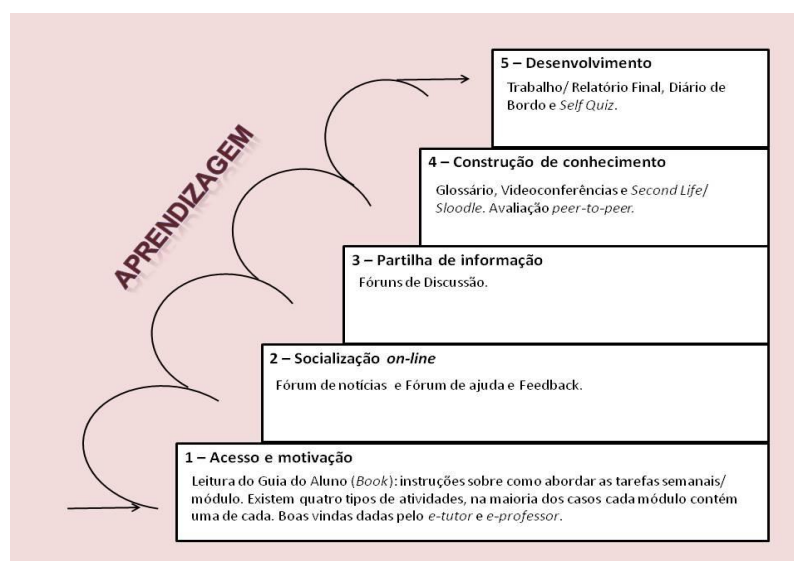 5 – Desenvolvimento
Trabalho/ Relatório Final, Diário de
Bordo e Self Quiz.
4 – Construção de conhecimento
Glossário, Videoconferências e Second Life/
Sloodle. Avaliação peer-to-peer.
APRENDIZAGEM
3 – Partilha de informação
Fóruns de Discussão.
2 – Socialização on-line
Fórum de notícias e Fórum de ajuda e Feedback.
1 – Acesso e motivação
Leitura do Guia do Aluno (Book): instruções sobre como abordar as tarefas semanais/
módulo. Existem quatro tipos de atividades, na maioria dos casos cada módulo contém
uma de cada. Boas vindas dadas pelo e-tutor e e-professor.